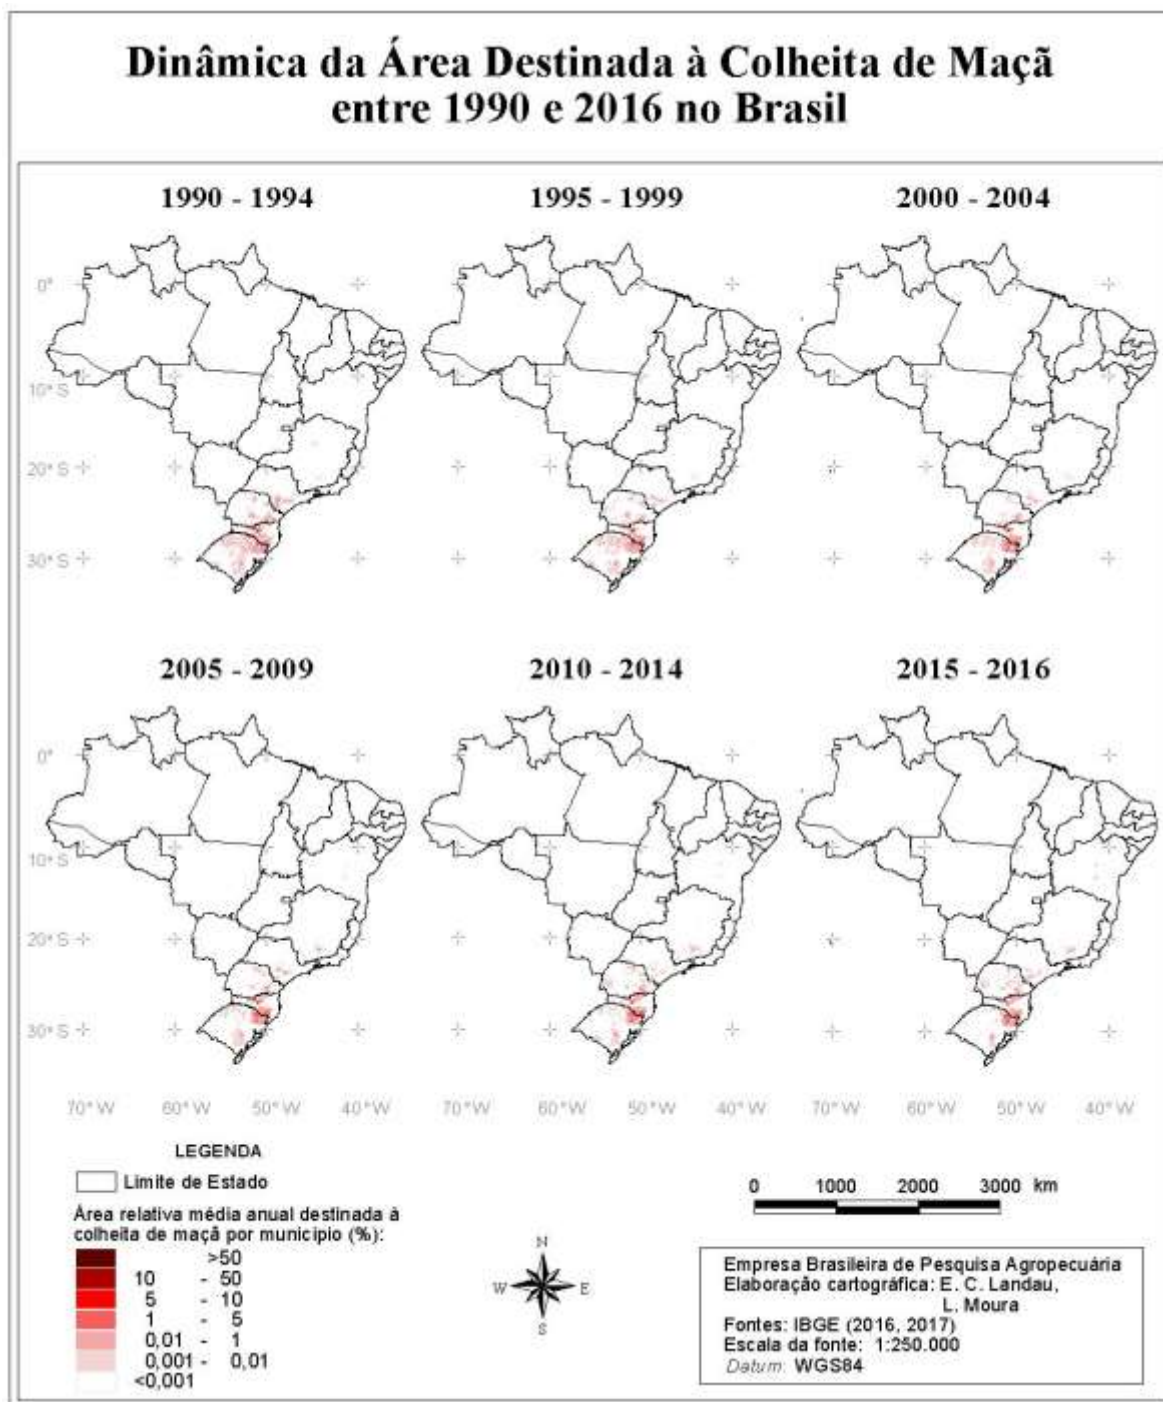 Dinâmica da Área Destinada à Colheita de Maçã
entre 1990 e 2016 no Brasil
1990 - 1994
1995 - 1999
2000 - 2004
0°
10° S
20° S
30° S
2005 - 2009
2010 - 2014
2015 - 2016
0°
10° S
20° S
30° S
70° W 60° W 50° W 40° W 70° W 60° W 50° W 40° W 70° W 60° W 50° W 40° W
LEGENDA
Limite de Estado
Área relativa média anual destinada à
colheita de maçã por município (%):
>50
10 - 50
5 - 10
1 - 5
0,01 - 1
0,001 - 0,01
<0,001
N
W E
S
0 1000 2000 3000 km
Empresa Brasileira de Pesquisa Agropecuária
Elaboração cartográfica: E. C. Landau,
L. Moura
Fontes: IBGE (2016, 2017)
Escala da fonte: 1:250.000
Datum: WGS84